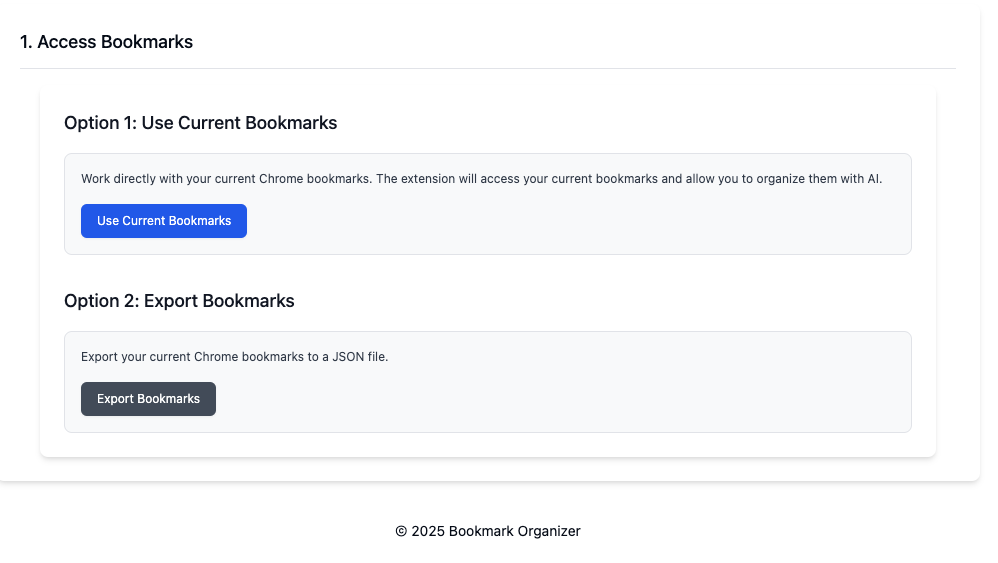 1. Access Bookmarks
Option 1: Use Current Bookmarks
Work directly with your current Chrome bookmarks. The extension will access your current bookmarks and allow you to organize them with AI.
Use Current Bookmarks
Option 2: Export Bookmarks
Export your current Chrome bookmarks to a JSON file.
Export Bookmarks
© 2025 Bookmark Organizer